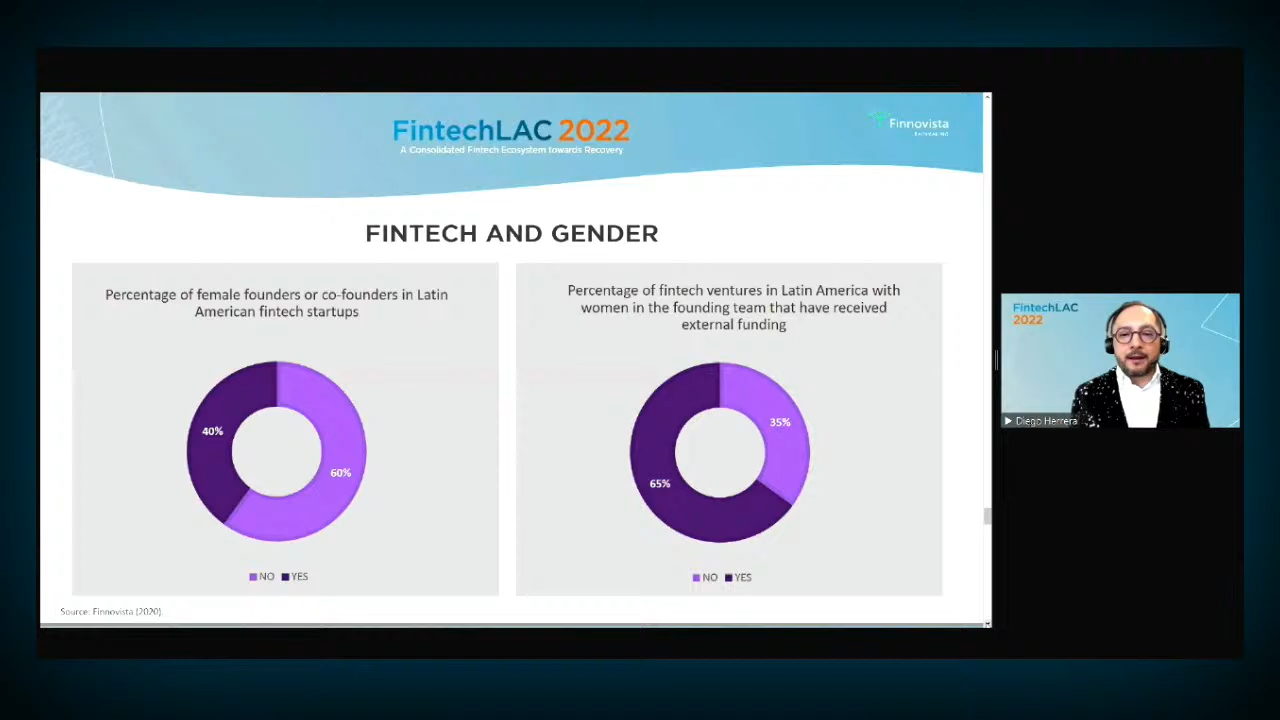 FintechLAC 2022
A Consolidated Fintech Ecosystem towards Recovery
Finnovista
FINTECH AND GENDER
Percentage of female founders or co-founders in Latin
American fintech startups
40%
60%
NO YES
Percentage of fintech ventures in Latin America with
women in the founding team that have received
external funding
35%
65%
NO YES
Source: Finnovista (2020).
FintechLAC
2022
Diego Herrera